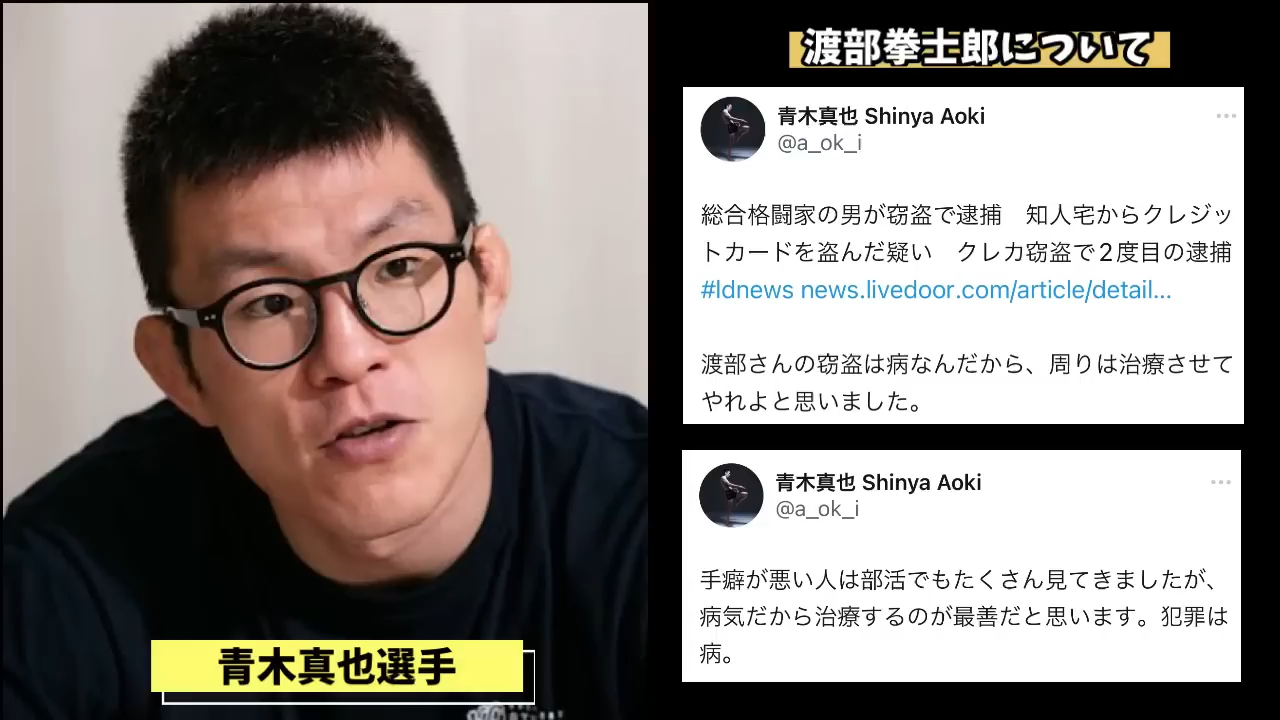 渡部拳士郎について
青木真也 Shinya Aoki
@a_ok_i
総合格闘家の男が窃盗で逮捕　知人宅からクレジッ
トカードを盗んだ疑い　クレカ窃盗で2度目の逮捕
#ldnews news.livedoor.com/article/detail...
渡部さんの窃盗は病なんだから、周りは治療させて
やれよと思いました。
青木真也 Shinya Aoki
@a_ok_i
手癖が悪い人は部活でもたくさん見てきましたが、
病気だから治療するのが最善だと思います。犯罪は
病。
青木真也選手